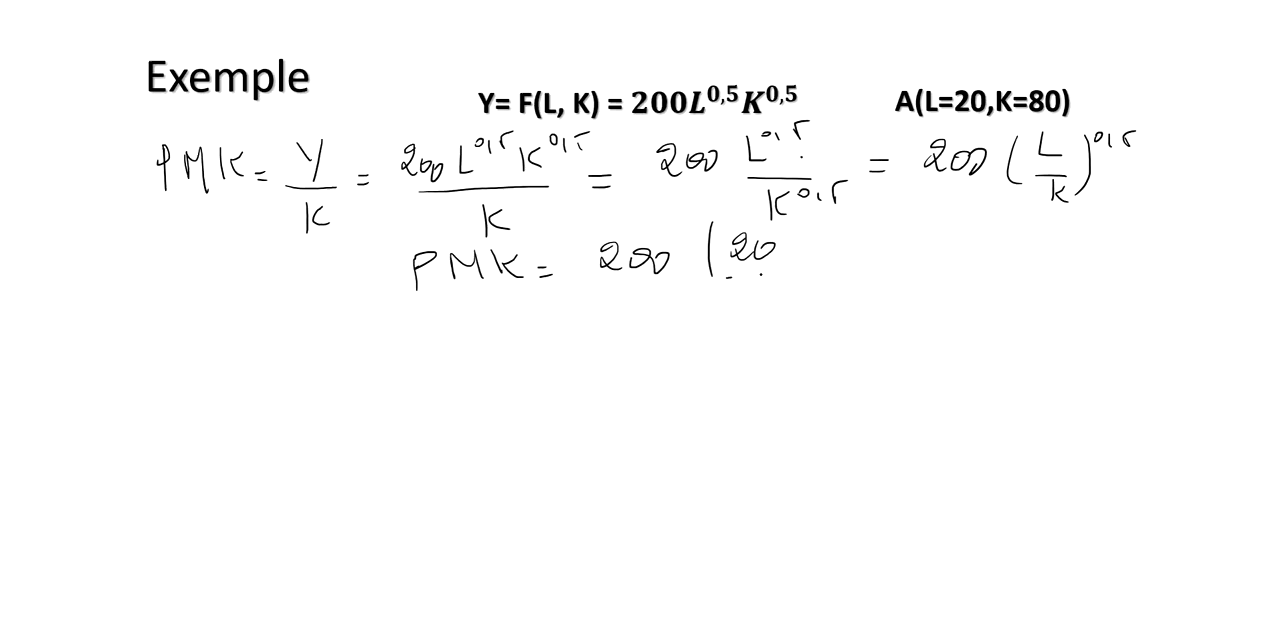 Exemple
Y= F(L, K) = 200L^0,5 K^0,5 A(L=20,K=80)
PMK = Y/K = 200 L^0,5 K^0,5 / K = 200 L^0,5 / K^0,5 = 200 (L/K)^0,5
PMK = 200 (20